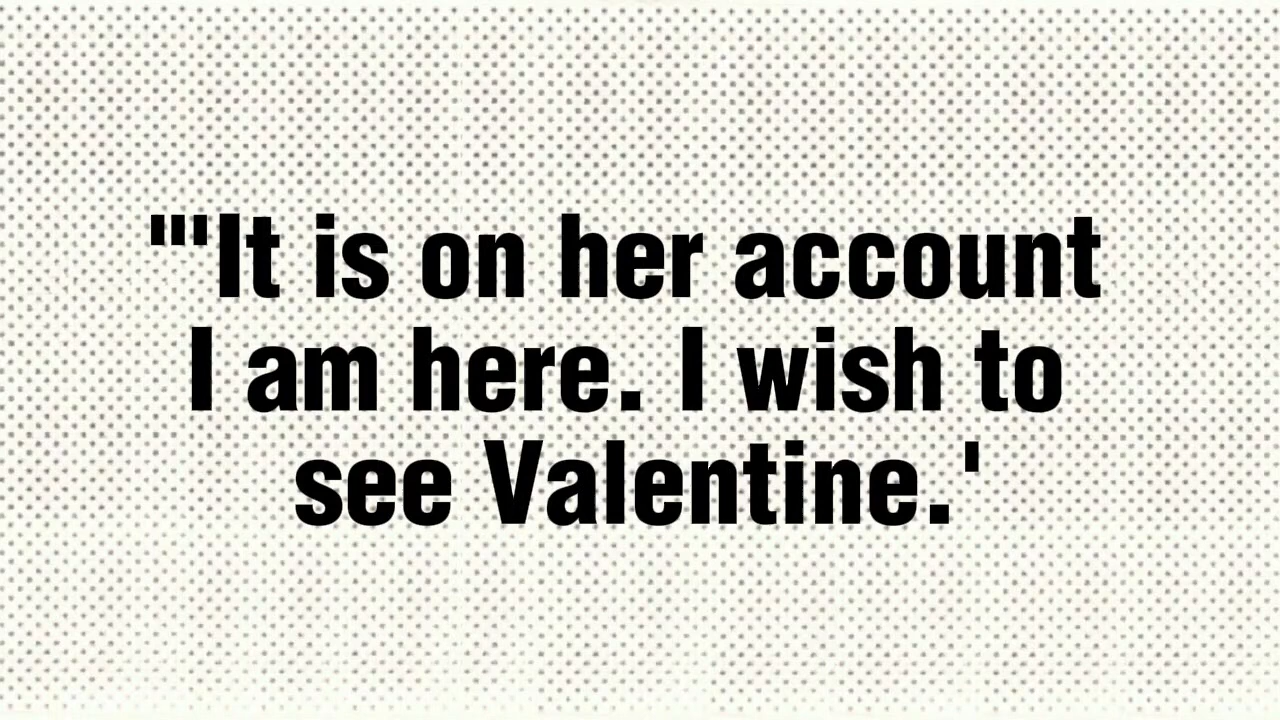 "'It is on her account
I am here. I wish to
see Valentine.'